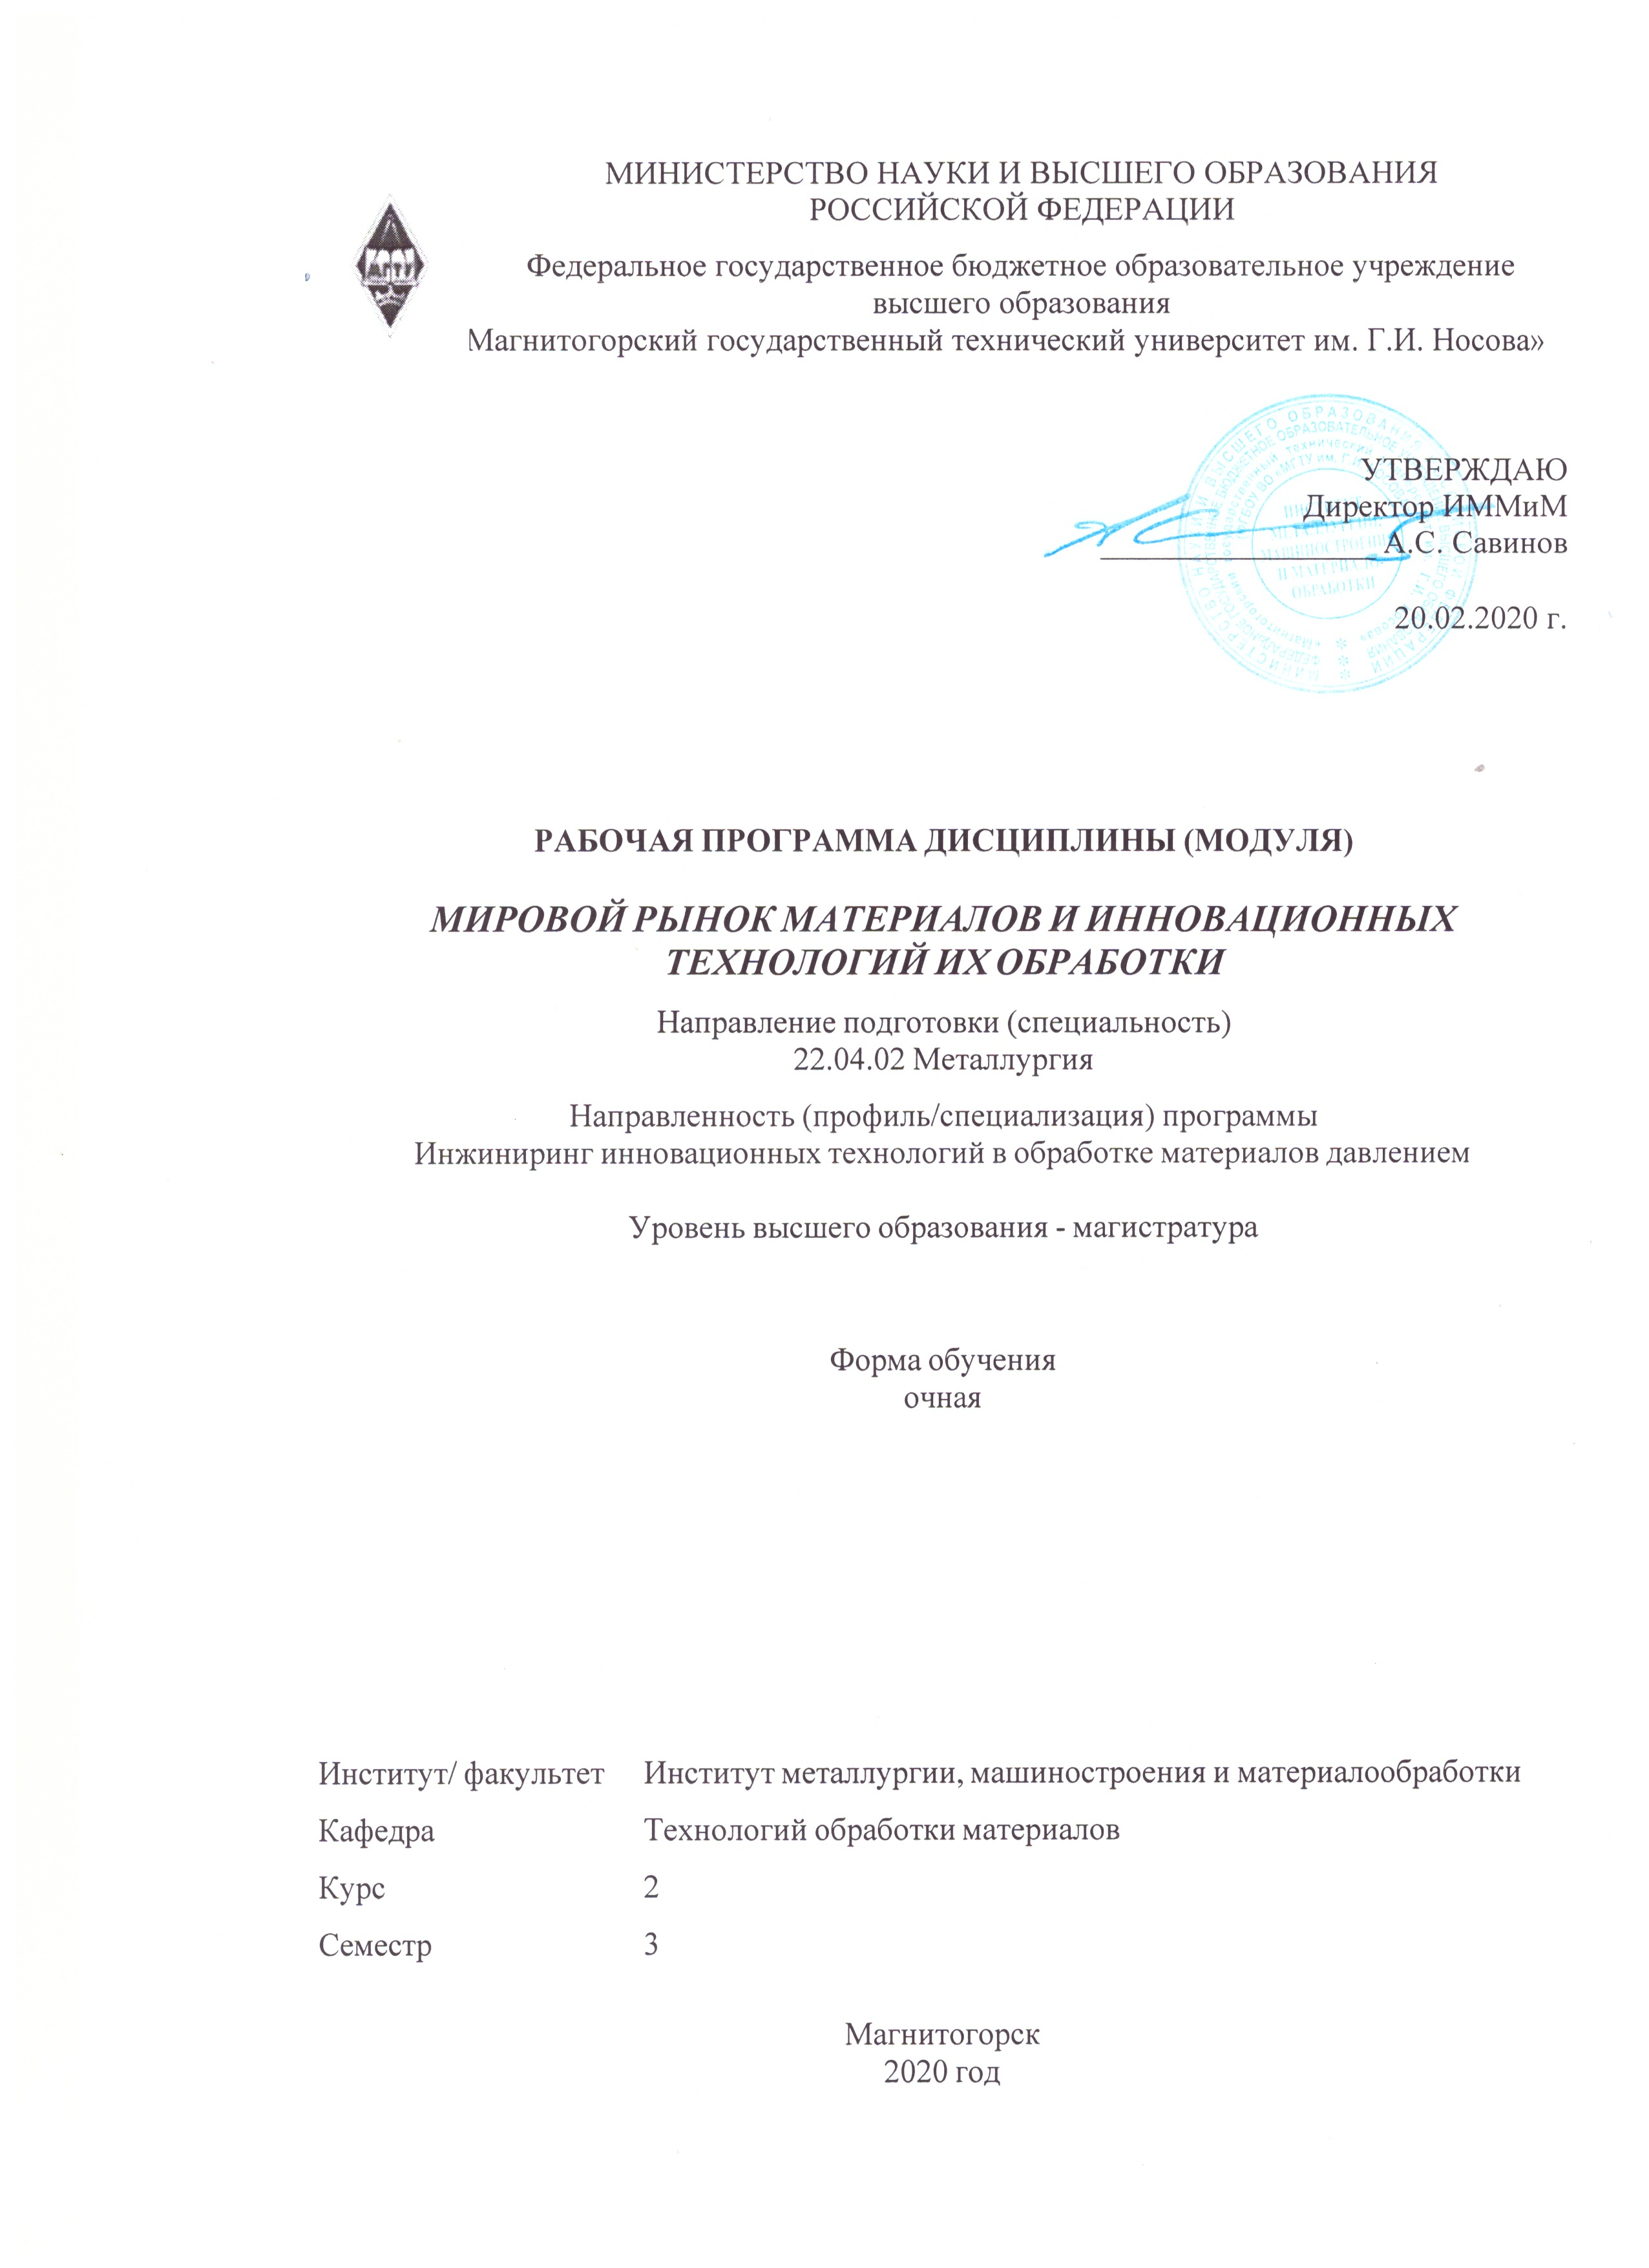 МИНИСТЕРСТВО НАУКИ И ВЫСШЕГО ОБРАЗОВАНИЯ
РОССИЙСКОЙ ФЕДЕРАЦИИ
МГТУ
Федеральное государственное бюджетное образовательное учреждение
высшего образования
Магнитогорский государственный технический университет им. Г.И. Носова»
УТВЕРЖДАЮ
Директор ИММиМ
А.С. Савинов
20.02.2020 г.
РАБОЧАЯ ПРОГРАММА ДИСЦИПЛИНЫ (МОДУЛЯ)
МИРОВОЙ РЫНОК МАТЕРИАЛОВ И ИННОВАЦИОННЫХ
ТЕХНОЛОГИЙ ИХ ОБРАБОТКИ
Направление подготовки (специальность)
22.04.02 Металлургия
Направленность (профиль/специализация) программы
Инжиниринг инновационных технологий в обработке материалов давлением
Уровень высшего образования - магистратура
Форма обучения
очная
Институт/ факультет Институт металлургии, машиностроения и материалообработки
Кафедра Технологий обработки материалов
Курс 2
Семестр 3
Магнитогорск
2020 год